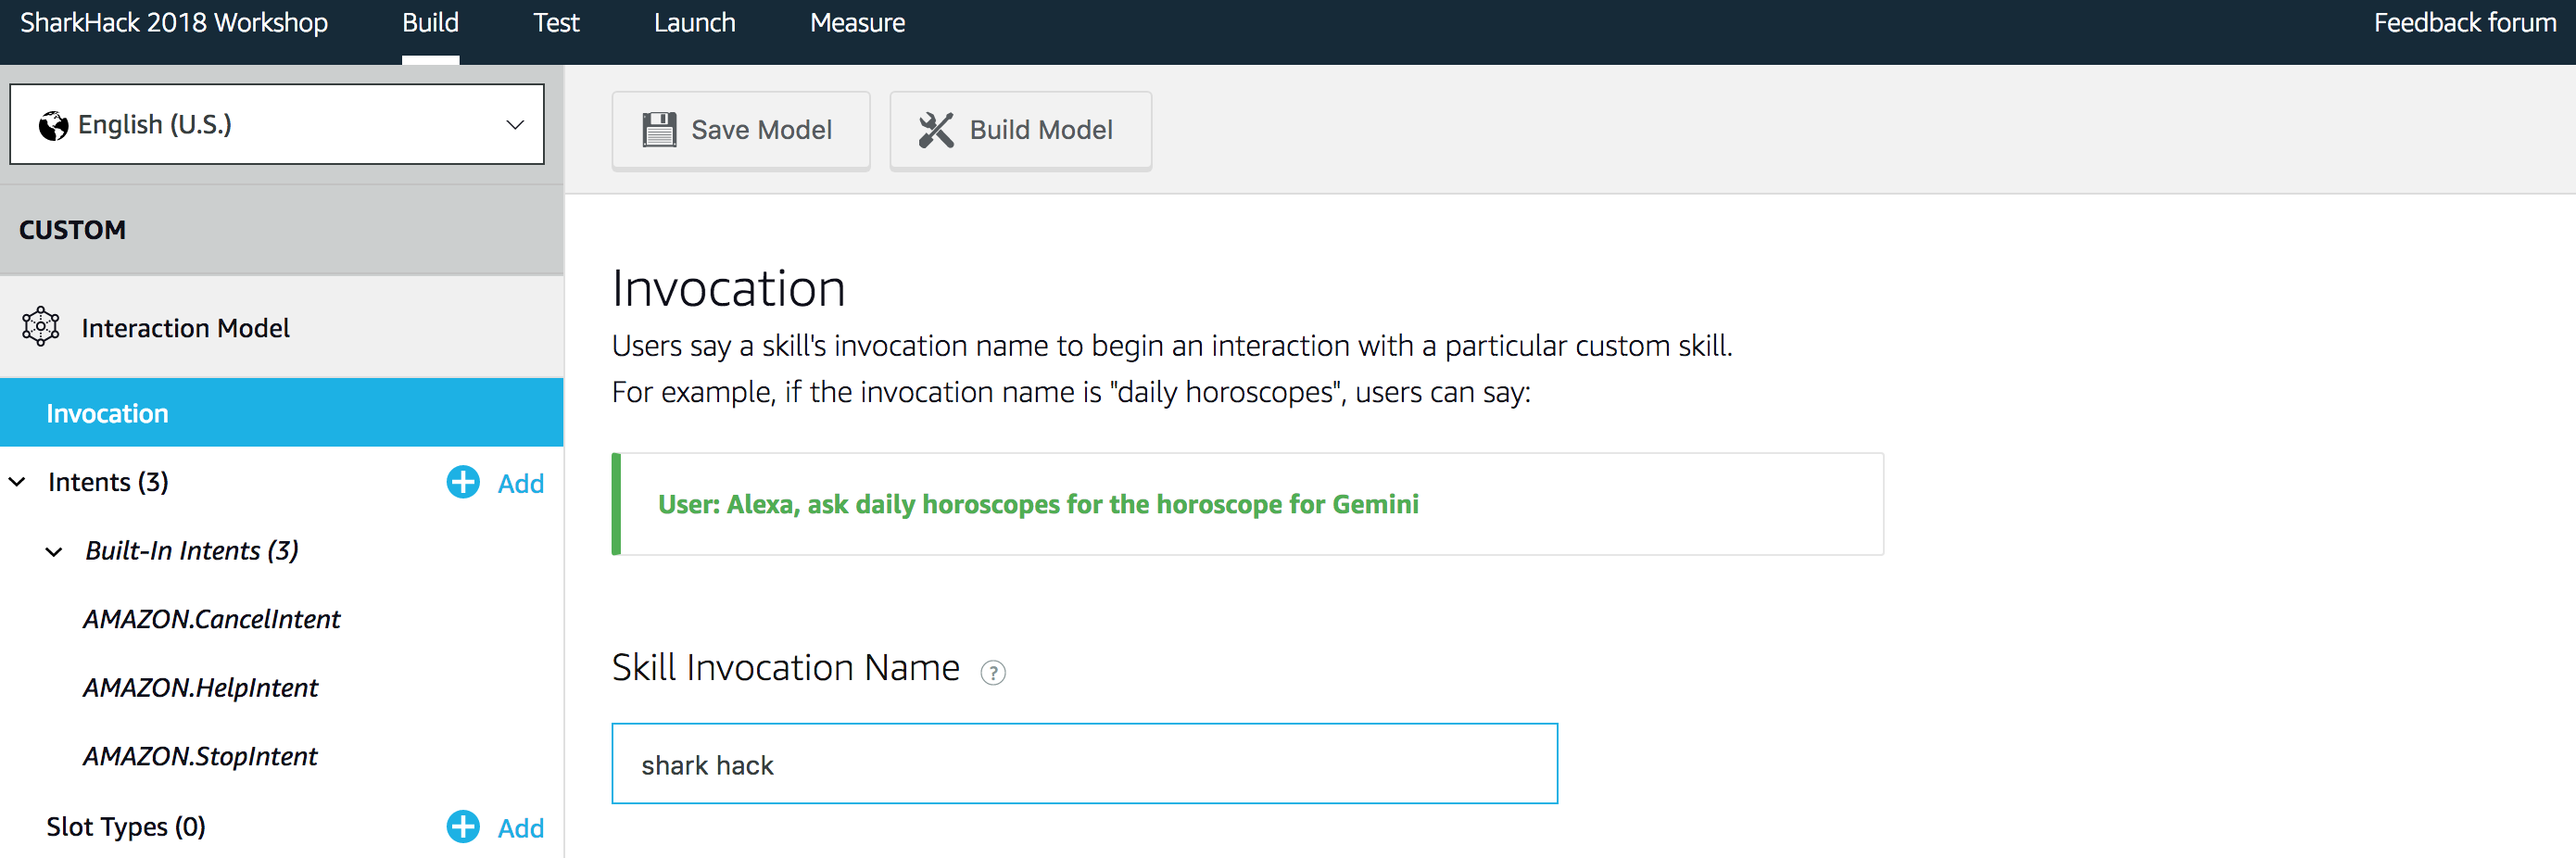 SharkHack 2018 Workshop Build Test Launch Measure Feedback forum
English (U.S.)
Save Model Build Model
CUSTOM
Interaction Model
Invocation
Intents (3) Add
Built-In Intents (3)
AMAZON.CancelIntent
AMAZON.HelpIntent
AMAZON.StopIntent
Slot Types (0) Add
Invocation
Users say a skill's invocation name to begin an interaction with a particular custom skill.
For example, if the invocation name is "daily horoscopes", users can say:
User: Alexa, ask daily horoscopes for the horoscope for Gemini
Skill Invocation Name ?
shark hack